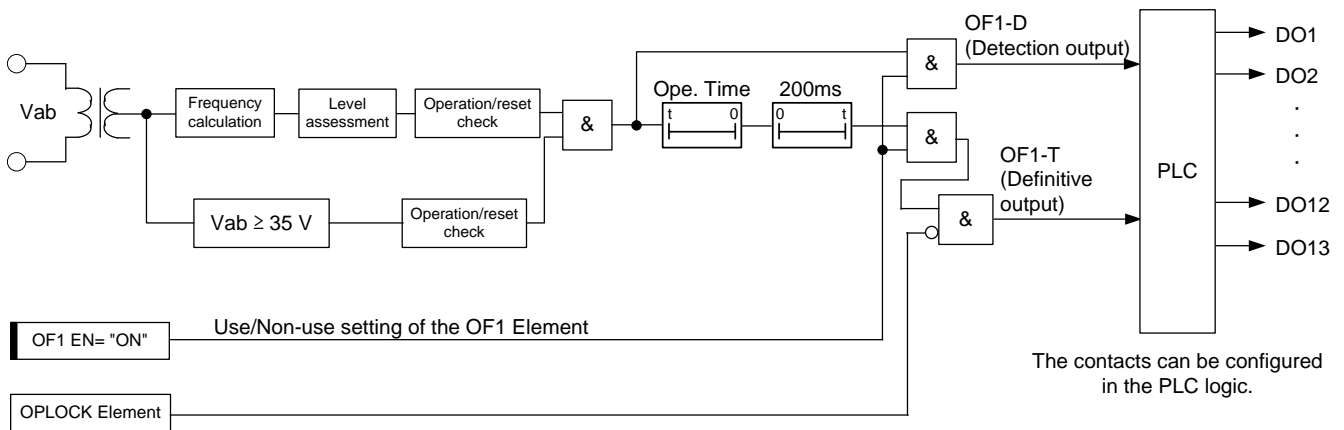 OF1-D
(Detection output)
DO1
DO2
.
.
.
Vab
Frequency
calculation
Level
assessment
Operation/reset
check
&
Ope. Time
t 0
200ms
0 t
&
&
OF1-T
(Definitive
output)
&
PLC
DO12
DO13
Vab ≥ 35 V
Operation/reset
check
OF1 EN= "ON"
Use/Non-use setting of the OF1 Element
The contacts can be configured
in the PLC logic.
OPLOCK Element